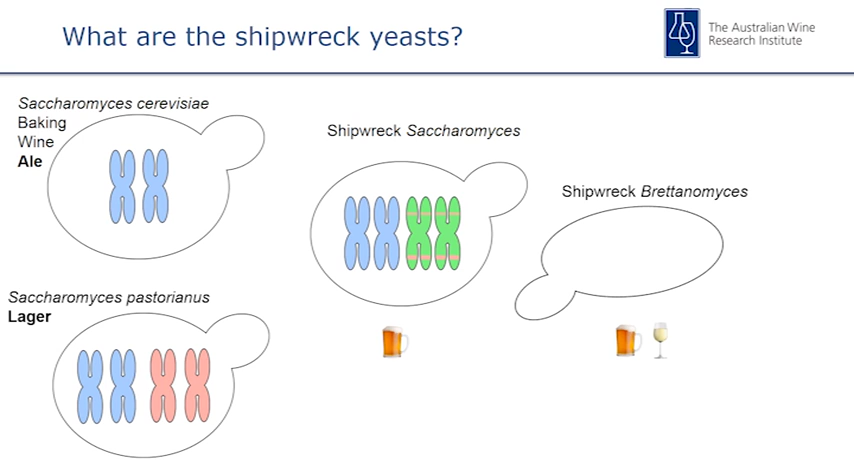 What are the shipwreck yeasts?
The Australian Wine
Research Institute
Saccharomyces cerevisiae
Baking
Wine
Ale
Shipwreck Saccharomyces
Shipwreck Brettanomyces
Saccharomyces pastorianus
Lager